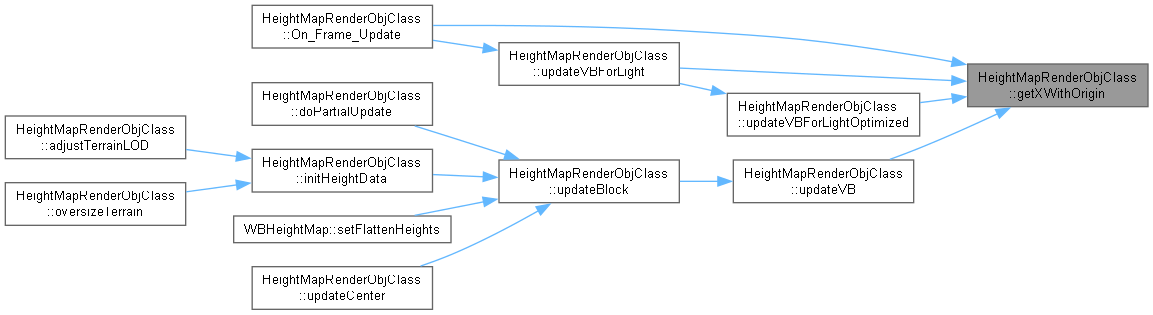 HeightMapRenderObjClass
::On_Frame_Update
HeightMapRenderObjClass
::updateVBForLight
HeightMapRenderObjClass
::getXWithOrigin
HeightMapRenderObjClass
::doPartialUpdate
HeightMapRenderObjClass
::updateVBForLightOptimized
HeightMapRenderObjClass
::adjustTerrainLOD
HeightMapRenderObjClass
::initHeightData
HeightMapRenderObjClass
::updateBlock
HeightMapRenderObjClass
::updateVB
HeightMapRenderObjClass
::oversizeTerrain
WBHeightMap::setFlattenHeights
HeightMapRenderObjClass
::updateCenter